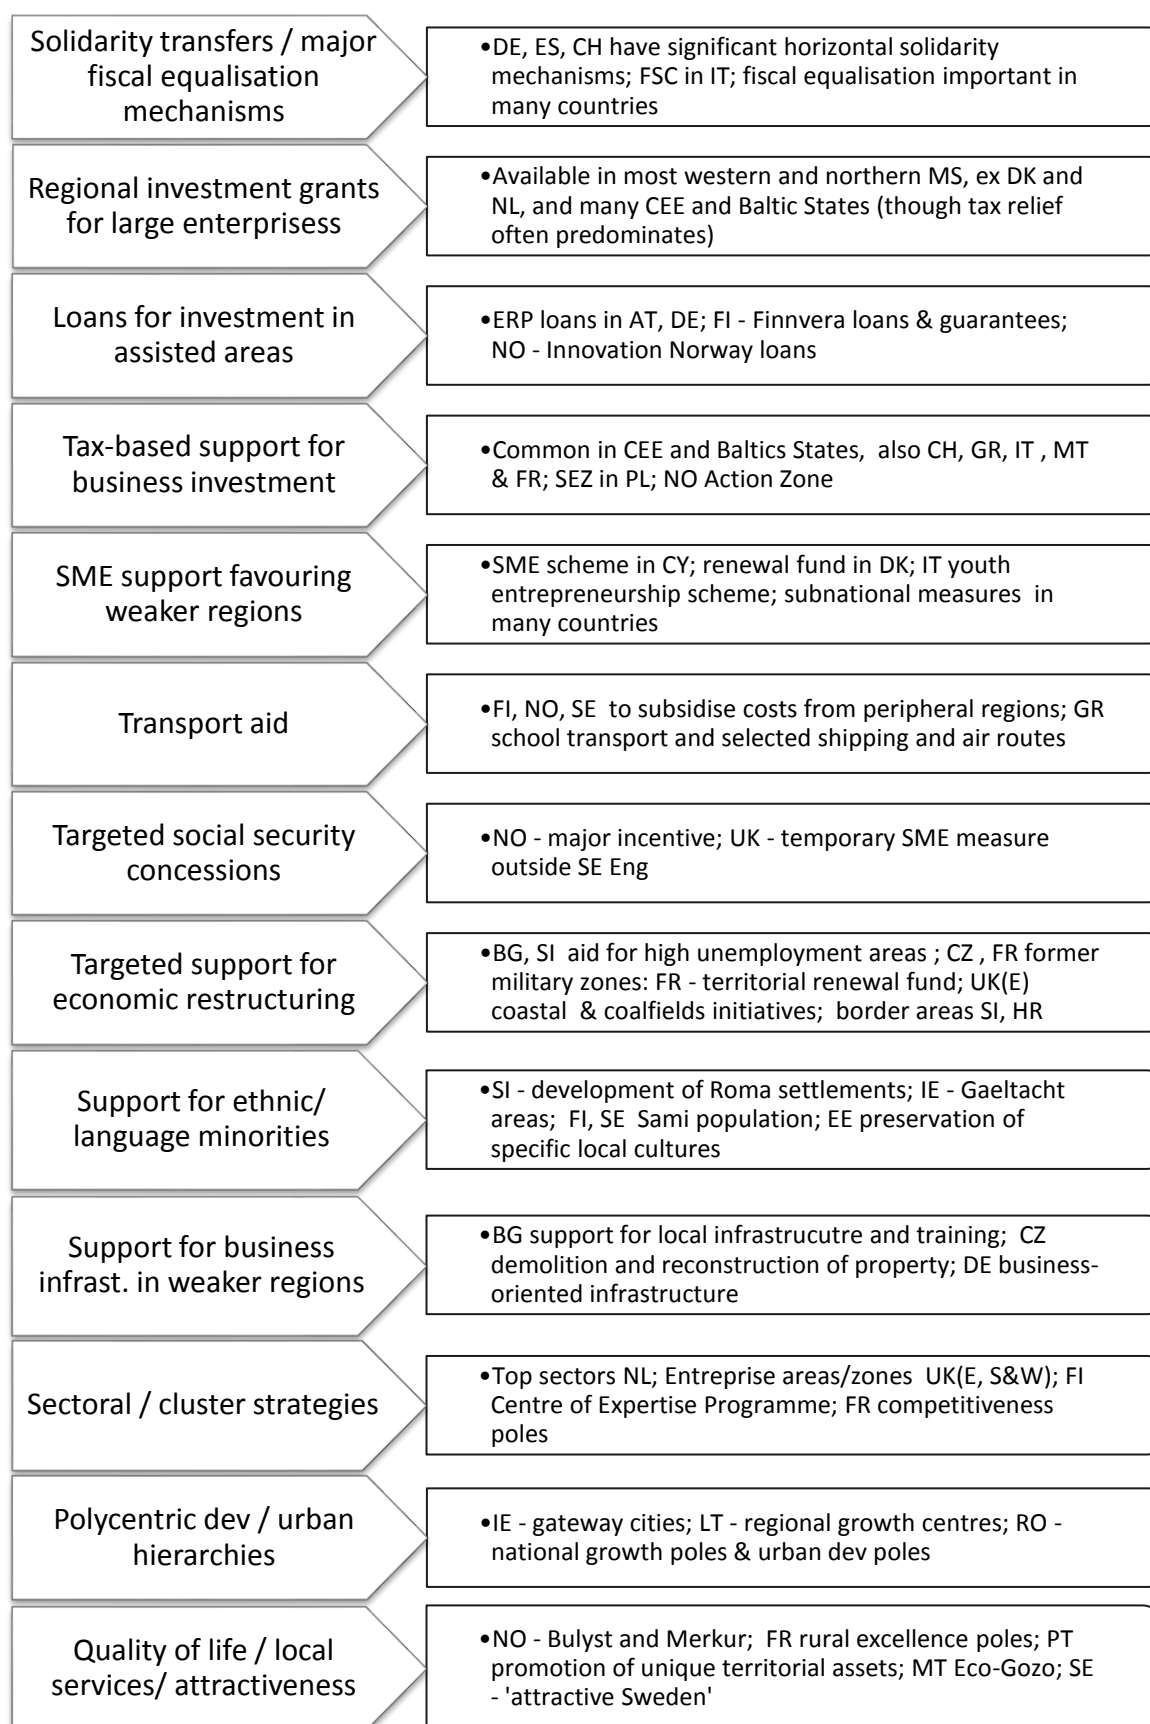 Solidarity transfers / major
fiscal equalisation
mechanisms
•DE, ES, CH have significant horizontal solidarity
mechanisms; FSC in IT; fiscal equalisation important in
many countries
Regional investment grants
for large enterprisess
•Available in most western and northern MS, ex DK and
NL, and many CEE and Baltic States (though tax relief
often predominates)
Loans for investment in
assisted areas
•ERP loans in AT, DE; FI - Finnvera loans & guarantees;
NO - Innovation Norway loans
Tax-based support for
business investment
•Common in CEE and Baltics States, also CH, GR, IT , MT
& FR; SEZ in PL; NO Action Zone
SME support favouring
weaker regions
•SME scheme in CY; renewal fund in DK; IT youth
entrepreneurship scheme; subnational measures in
many countries
Transport aid
•FI, NO, SE to subsidise costs from peripheral regions; GR
school transport and selected shipping and air routes
Targeted social security
concessions
•NO - major incentive; UK - temporary SME measure
outside SE Eng
Targeted support for
economic restructuring
•BG, SI aid for high unemployment areas ; CZ , FR former
military zones: FR - territorial renewal fund; UK(E)
coastal & coalfields initiatives; border areas SI, HR
Support for ethnic/
language minorities
•SI - development of Roma settlements; IE - Gaeltacht
areas; FI, SE Sami population; EE preservation of
specific local cultures
Support for business
infrast. in weaker regions
•BG support for local infrastrucutre and training; CZ
demolition and reconstruction of property; DE business-
oriented infrastructure
Sectoral / cluster strategies
•Top sectors NL; Entreprise areas/zones UK(E, S&W); FI
Centre of Expertise Programme; FR competitiveness
poles
Polycentric dev / urban
hierarchies
•IE - gateway cities; LT - regional growth centres; RO -
national growth poles & urban dev poles
Quality of life / local
services/ attractiveness
•NO - Bulyst and Merkur; FR rural excellence poles; PT
promotion of unique territorial assets; MT Eco-Gozo; SE
- 'attractive Sweden'